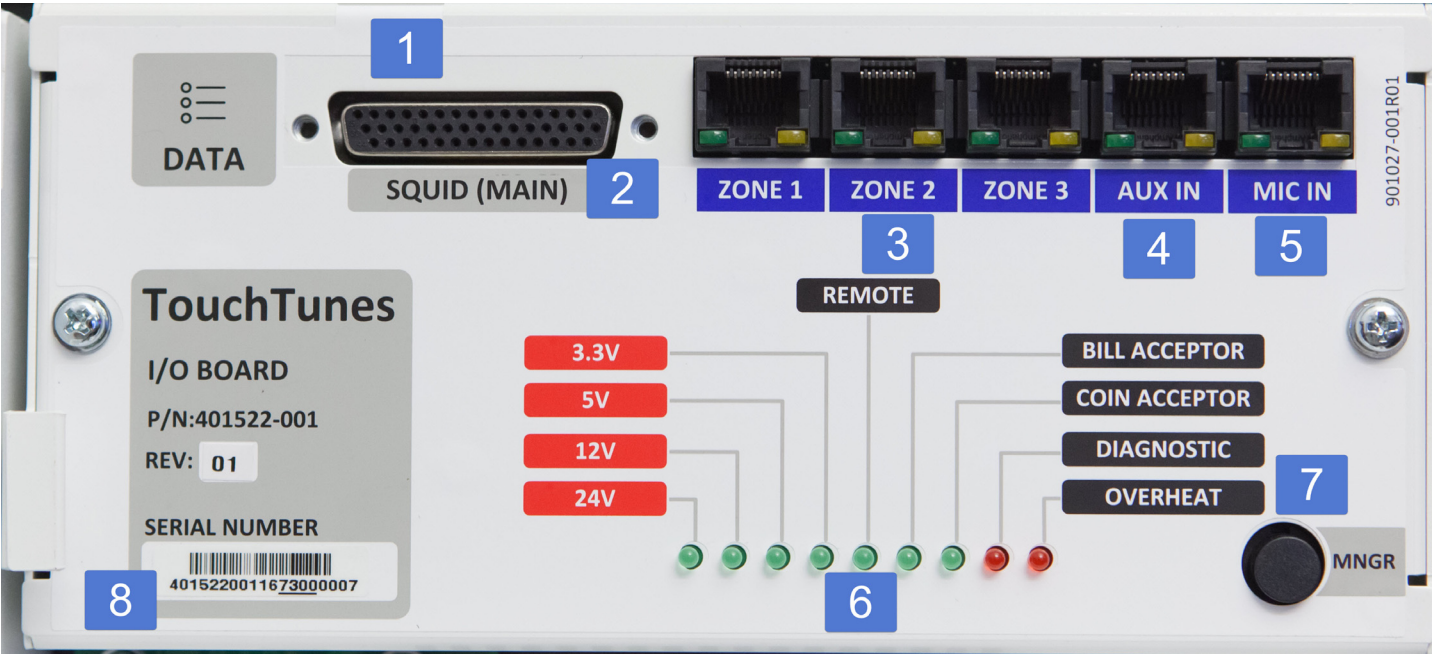 1
DATA
SQUID (MAIN)
2
ZONE 1
ZONE 2
ZONE 3
AUX IN
MIC IN
901027-001R01
3
4
5
TouchTunes
I/O BOARD
P/N:401522-001
REV: 01
SERIAL NUMBER
4015220011673000007
8
REMOTE
3.3V
5V
12V
24V
BILL ACCEPTOR
COIN ACCEPTOR
DIAGNOSTIC
OVERHEAT
6
7
MNGR